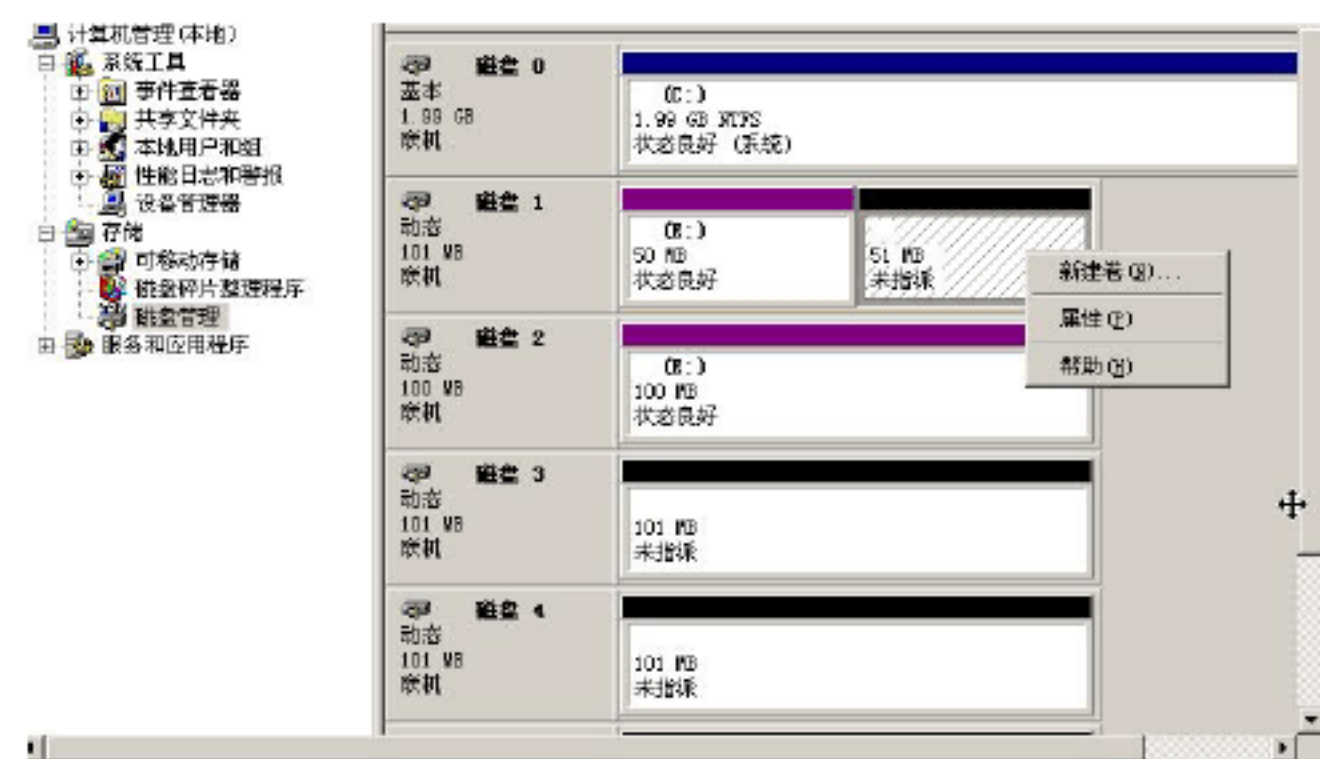 计算机管理(本地)
系统工具
事件查看器
共享文件夹
本地用户和组
性能日志和警报
设备管理器
存储
可移动存储
磁盘碎片整理程序
磁盘管理
服务和应用程序
磁盘 0
基本
1.99 GB
联机
(C:)
1.99 GB NTFS
状态良好 (系统)
磁盘 1
动态
101 MB
联机
(E:)
50 MB
状态良好
51 MB
未指派
新建卷(N)...
属性(P)
帮助(H)
磁盘 2
动态
100 MB
联机
(E:)
100 MB
状态良好
磁盘 3
动态
101 MB
联机
101 MB
未指派
磁盘 4
动态
101 MB
联机
101 MB
未指派